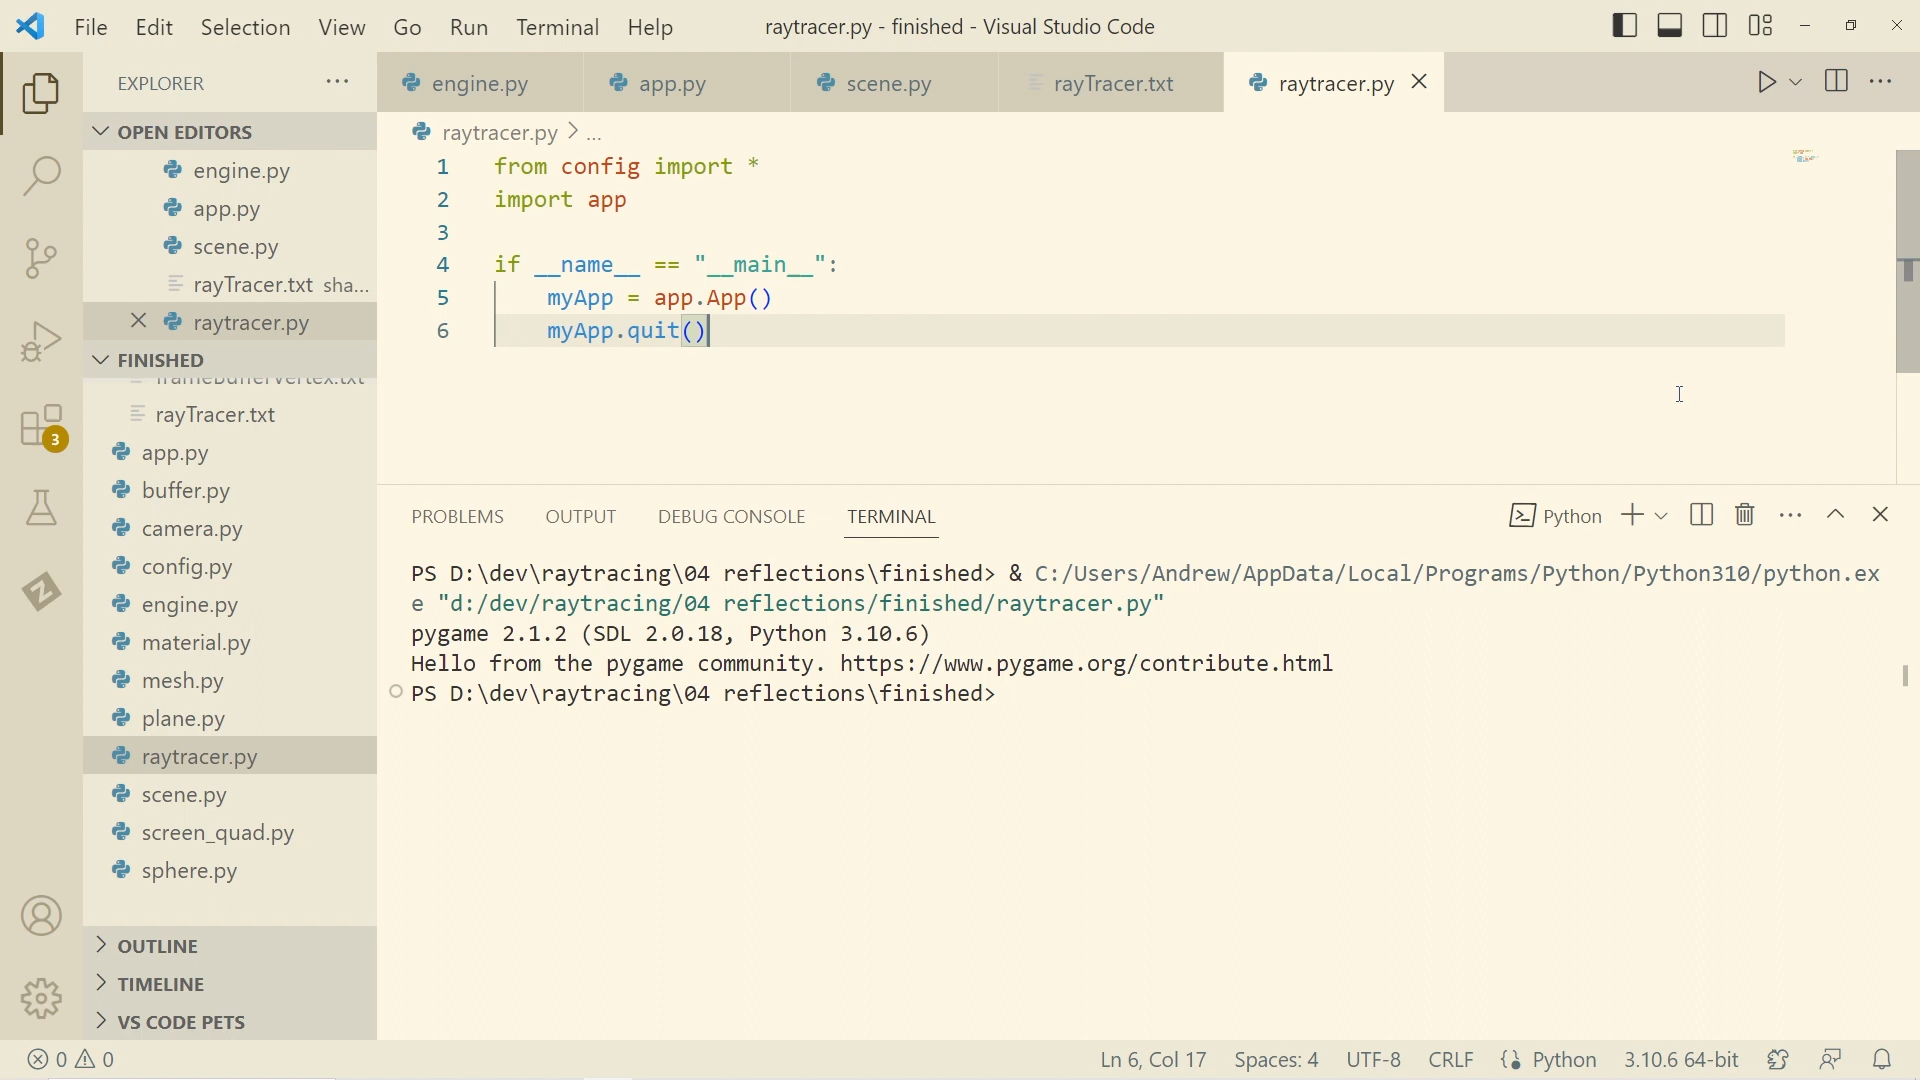 File Edit Selection View Go Run Terminal Help
raytracer.py - finished - Visual Studio Code
EXPLORER
OPEN EDITORS
engine.py
app.py
scene.py
rayTracer.txt sha...
raytracer.py
FINISHED
frameBufferVertex.txt
rayTracer.txt
app.py
buffer.py
camera.py
config.py
engine.py
material.py
mesh.py
plane.py
raytracer.py
scene.py
screen_quad.py
sphere.py
OUTLINE
TIMELINE
VS CODE PETS
3
engine.py app.py scene.py rayTracer.txt raytracer.py
raytracer.py > ...
1 from config import *
2 import app
3
4 if __name__ == "__main__":
5 myApp = app.App()
6 myApp.quit()
PROBLEMS OUTPUT DEBUG CONSOLE TERMINAL
Python
PS D:\dev\raytracing\04 reflections\finished> & C:/Users/Andrew/AppData/Local/Programs/Python/Python310/python.ex
e "d:/dev/raytracing/04 reflections/finished/raytracer.py"
pygame 2.1.2 (SDL 2.0.18, Python 3.10.6)
Hello from the pygame community. https://www.pygame.org/contribute.html
PS D:\dev\raytracing\04 reflections\finished>
0 0
Ln 6, Col 17 Spaces: 4 UTF-8 CRLF Python 3.10.6 64-bit